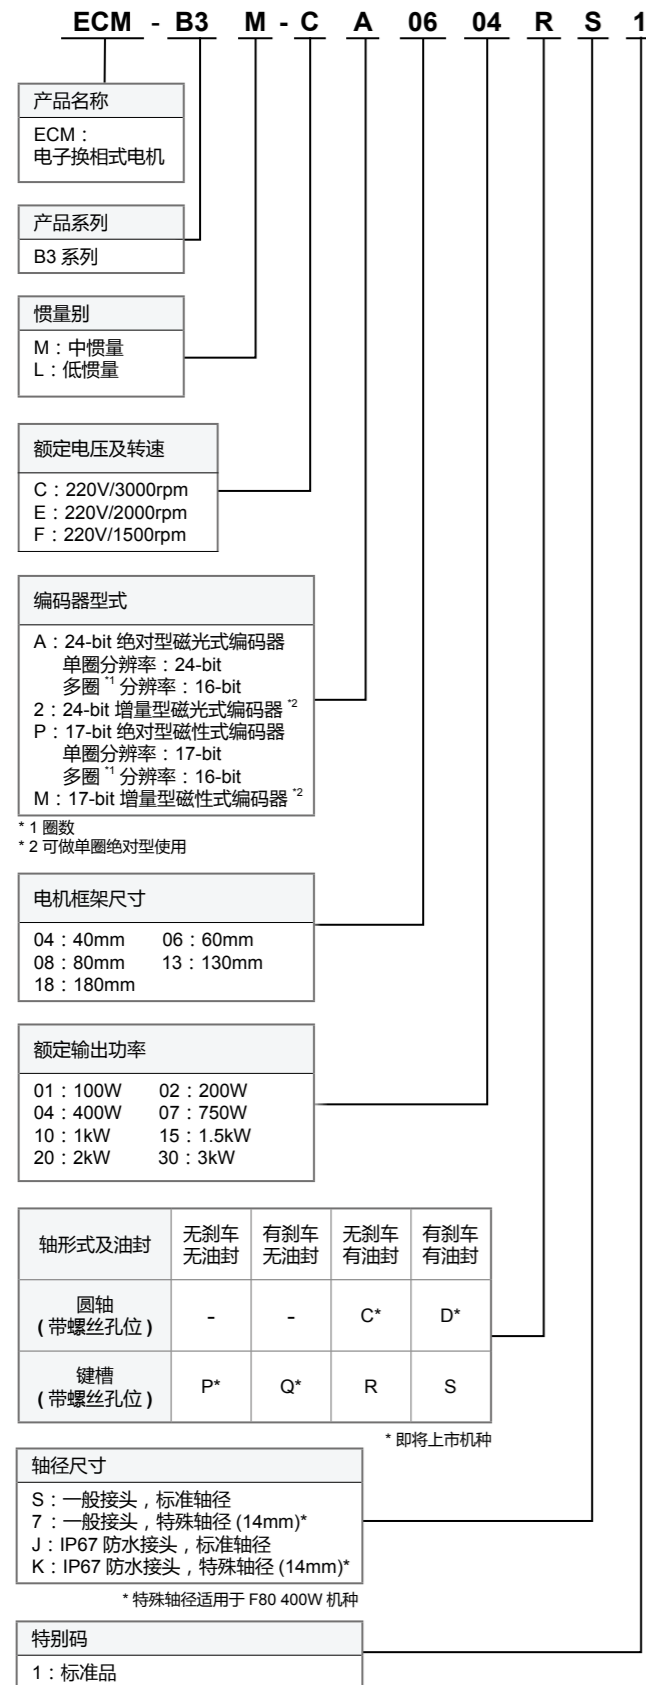 ECM - B3 M - C A 06 04 R S 1
产品名称
ECM：
电子换相式电机
产品系列
B3 系列
惯量别
M：中惯量
L：低惯量
额定电压及转速
C：220V/3000rpm
E：220V/2000rpm
F：220V/1500rpm
编码器型式
A：24-bit 绝对型磁光式编码器
单圈分辨率：24-bit
多圈 *1 分辨率：16-bit
2：24-bit 增量型磁光式编码器 *2
P：17-bit 绝对型磁性式编码器
单圈分辨率：17-bit
多圈 *1 分辨率：16-bit
M：17-bit 增量型磁性式编码器 *2
* 1 圈数
* 2 可做单圈绝对型使用
电机框架尺寸
04：40mm 06：60mm
08：80mm 13：130mm
18：180mm
额定输出功率
01：100W 02：200W
04：400W 07：750W
10：1kW 15：1.5kW
20：2kW 30：3kW
轴形式及油封 无刹车 有刹车 无刹车 有刹车
无油封 无油封 有油封 有油封
圆轴
( 带螺丝孔位 ) - - C* D*
键槽
( 带螺丝孔位 ) P* Q* R S
* 即将上市机种
轴径尺寸
S：一般接头，标准轴径
7：一般接头，特殊轴径 (14mm)*
J：IP67 防水接头，标准轴径
K：IP67 防水接头，特殊轴径 (14mm)*
* 特殊轴径适用于 F80 400W 机种
特别码
1：标准品